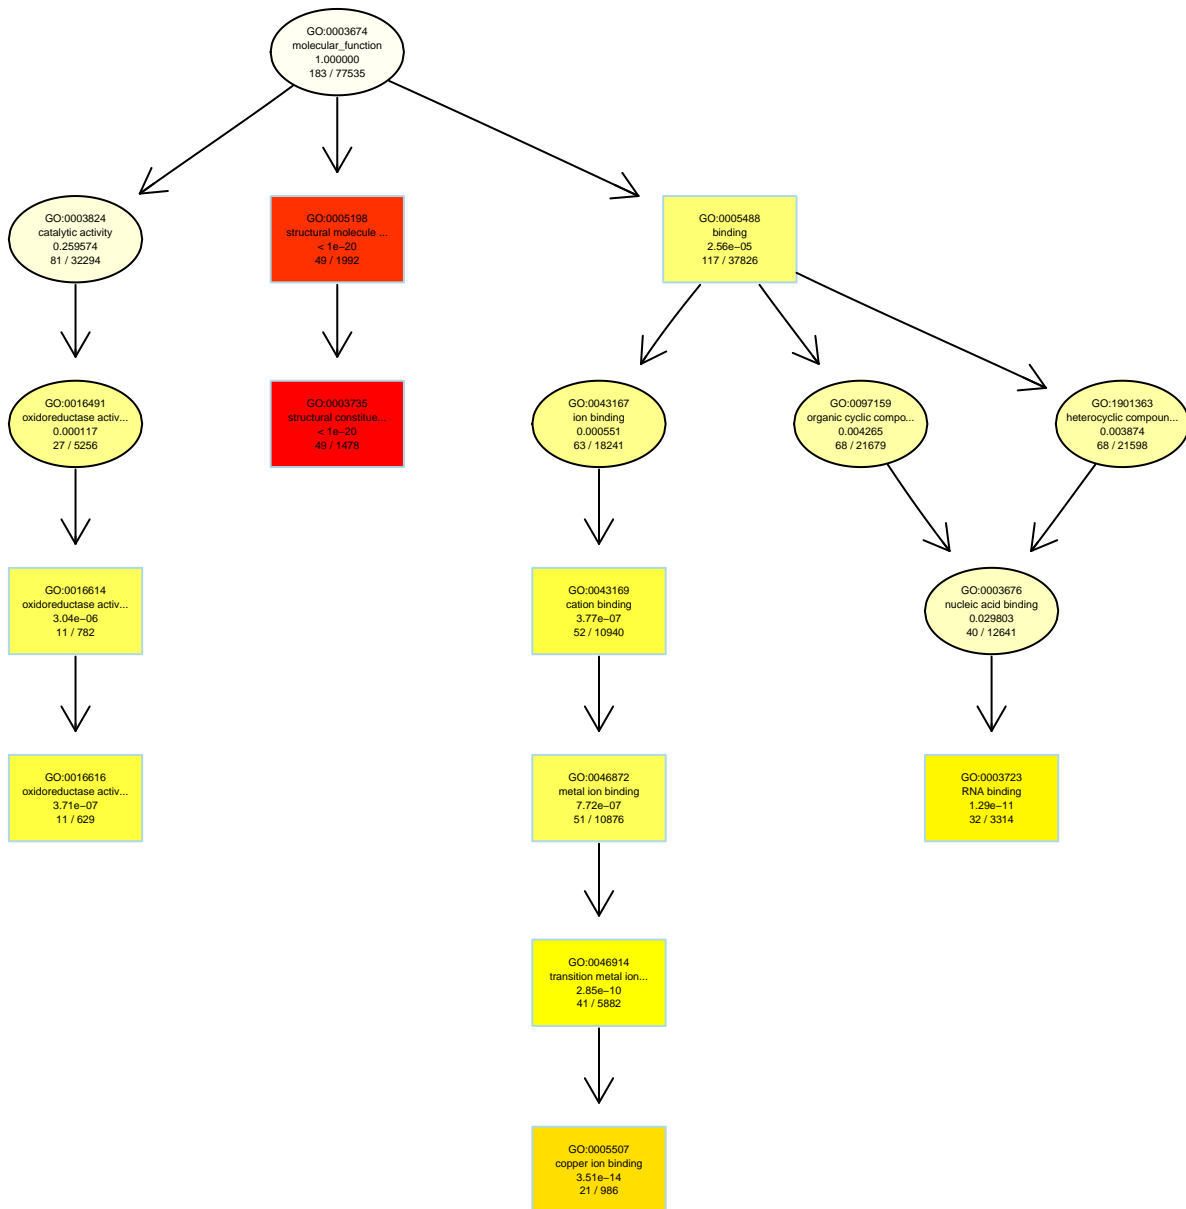 GO:0003674
molecular_function
1.000000
183 / 77535
GO:0003824
catalytic activity
0.259574
81 / 32294
GO:0005198
structural molecule ...
< 1e−20
49 / 1992
GO:0005488
binding
2.56e−05
117 / 37826
GO:0016491
oxidoreductase activ...
0.000117
27 / 5256
GO:0003735
structural constitue...
< 1e−20
49 / 1478
GO:0043167
ion binding
0.000551
63 / 18241
GO:0097159
organic cyclic compo...
0.004265
68 / 21679
GO:1901363
heterocyclic compoun...
0.003874
68 / 21598
GO:0016614
oxidoreductase activ...
3.04e−06
11 / 782
GO:0043169
cation binding
3.77e−07
52 / 10940
GO:0003676
nucleic acid binding
0.029803
40 / 12641
GO:0016616
oxidoreductase activ...
3.71e−07
11 / 629
GO:0046872
metal ion binding
7.72e−07
51 / 10876
GO:0003723
RNA binding
1.29e−11
32 / 3314
GO:0046914
transition metal ion...
2.85e−10
41 / 5882
GO:0005507
copper ion binding
3.51e−14
21 / 986